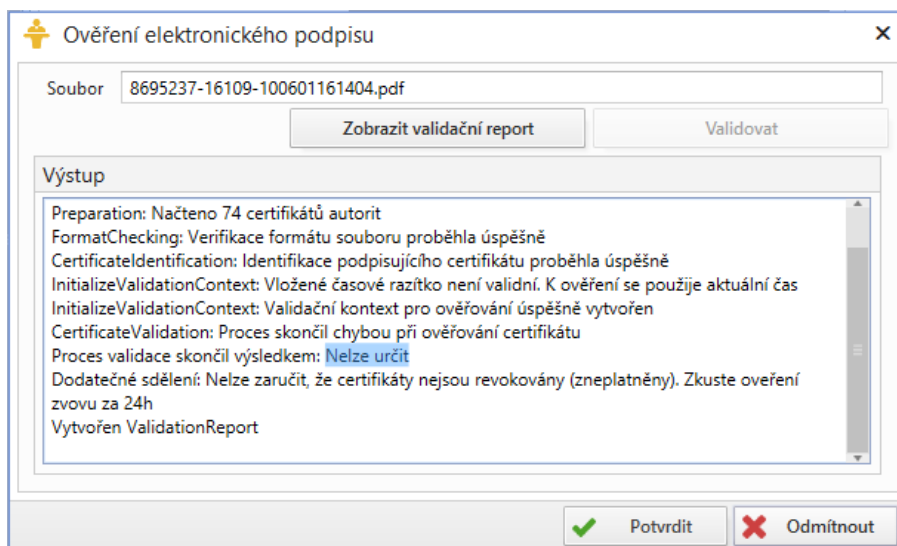 Ověření elektronického podpisu
Soubor 8695237-16109-100601161404.pdf
Zobrazit validační report Validovat
Výstup
Preparation: Načteno 74 certifikátů autorit
FormatChecking: Verifikace formátu souboru proběhla úspěšně
CertificateIdentification: Identifikace podpisujícího certifikátu proběhla úspěšně
InitializeValidationContext: Vložené časové razítko není validní. K ověření se použije aktuální čas
InitializeValidationContext: Validační kontext pro ověřování úspěšně vytvořen
CertificateValidation: Proces skončil chybou při ověřování certifikátu
Proces validace skončil výsledkem: Nelze určit
Dodatečné sdělení: Nelze zaručit, že certifikáty nejsou revokovány (zneplatněny). Zkuste oveření
zvovu za 24h
Vytvořen ValidationReport
Potvrdit Odmítnout